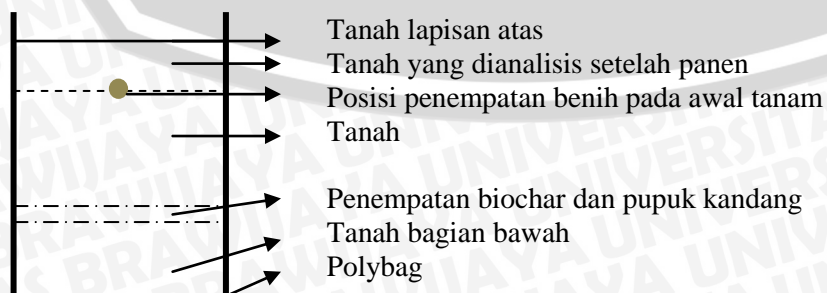 Tanah lapisan atas
Tanah yang dianalisis setelah panen
Posisi penempatan benih pada awal tanam
Tanah
Penempatan biochar dan pupuk kandang
Tanah bagian bawah
Polybag